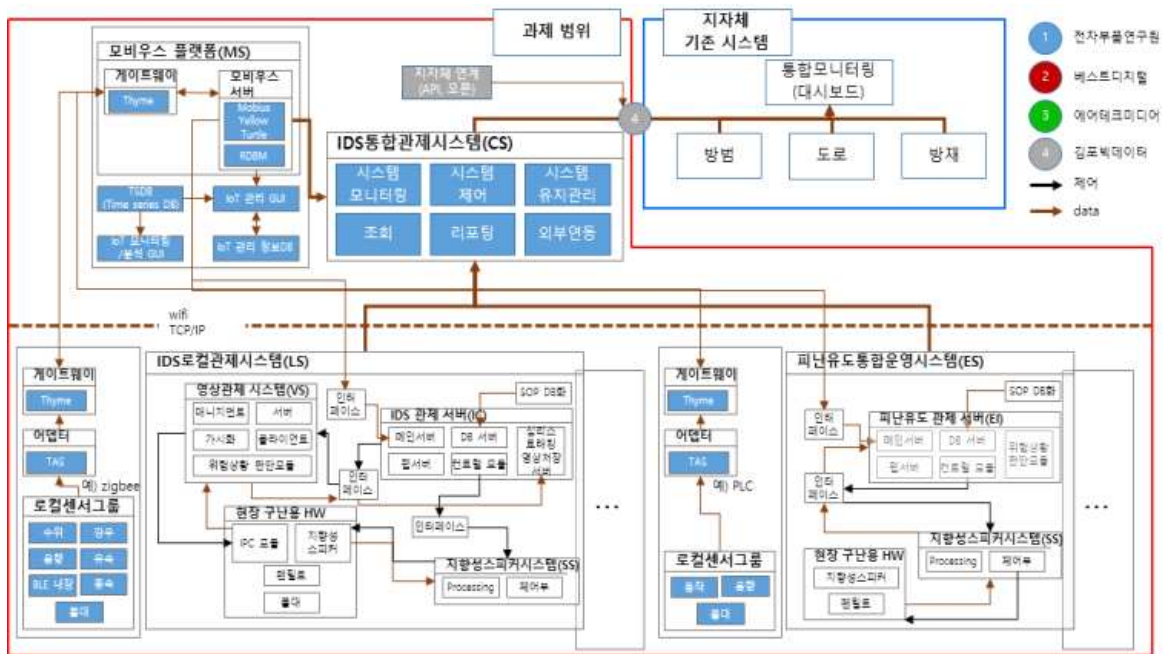 과제 범위
지자체
기존 시스템
통합모니터링
(대시보드)
방범
도로
방재
1 전자부품연구원
2 베스트디지털
3 에어테크미디어
4 김포빅데이터
제어
data
모비우스 플랫폼(MS)
게이트웨이
Thyme
모비우스
서버
Mobius
Yellow
Turtle
RDBM
TSDB
(Time series DB)
IoT 관리 GUI
IoT 모니터링
/분석 GUI
IoT 관리 정보DB
지자체 연계
(API, 오픈)
4
IDS통합관제시스템(CS)
시스템
모니터링
시스템
제어
시스템
유지관리
조회
리포팅
외부연동
wifi
TCP/IP
게이트웨이
Thyme
어댑터
TAS
예) zigbee
로컬센서그룹
수위
강우
음향
유속
BLE 내장
풍속
폴대
IDS로컬관제시스템(LS)
영상관제 시스템(VS)
매니지먼트
서버
가시화
클라이언트
위험상황 판단모듈
인터
페이스
SOP DB화
IDS 관제 서버(IC)
메인서버
DB 서버
웹서버
컨트럴 모듈
영상저장
서버
인터
페이스
인터페이스
현장 구난용 HW
IPC 모듈
지향성
스피커
팬틸트
폴대
지향성스피커시스템(SS)
Processing
제어부
...
게이트웨이
Thyme
어댑터
TAS
예) PLC
로컬센서그룹
동작
음향
폴대
피난유도통합운영시스템(ES)
SOP DB화
인터
페이스
피난유도 관제 서버(EI)
메인서버
DB 서버
위험상황
판단모듈
웹서버
컨트럴 모듈
인터
페이스
현장 구난용 HW
지향성스피커
팬틸트
지향성스피커시스템(SS)
Processing
제어부
...